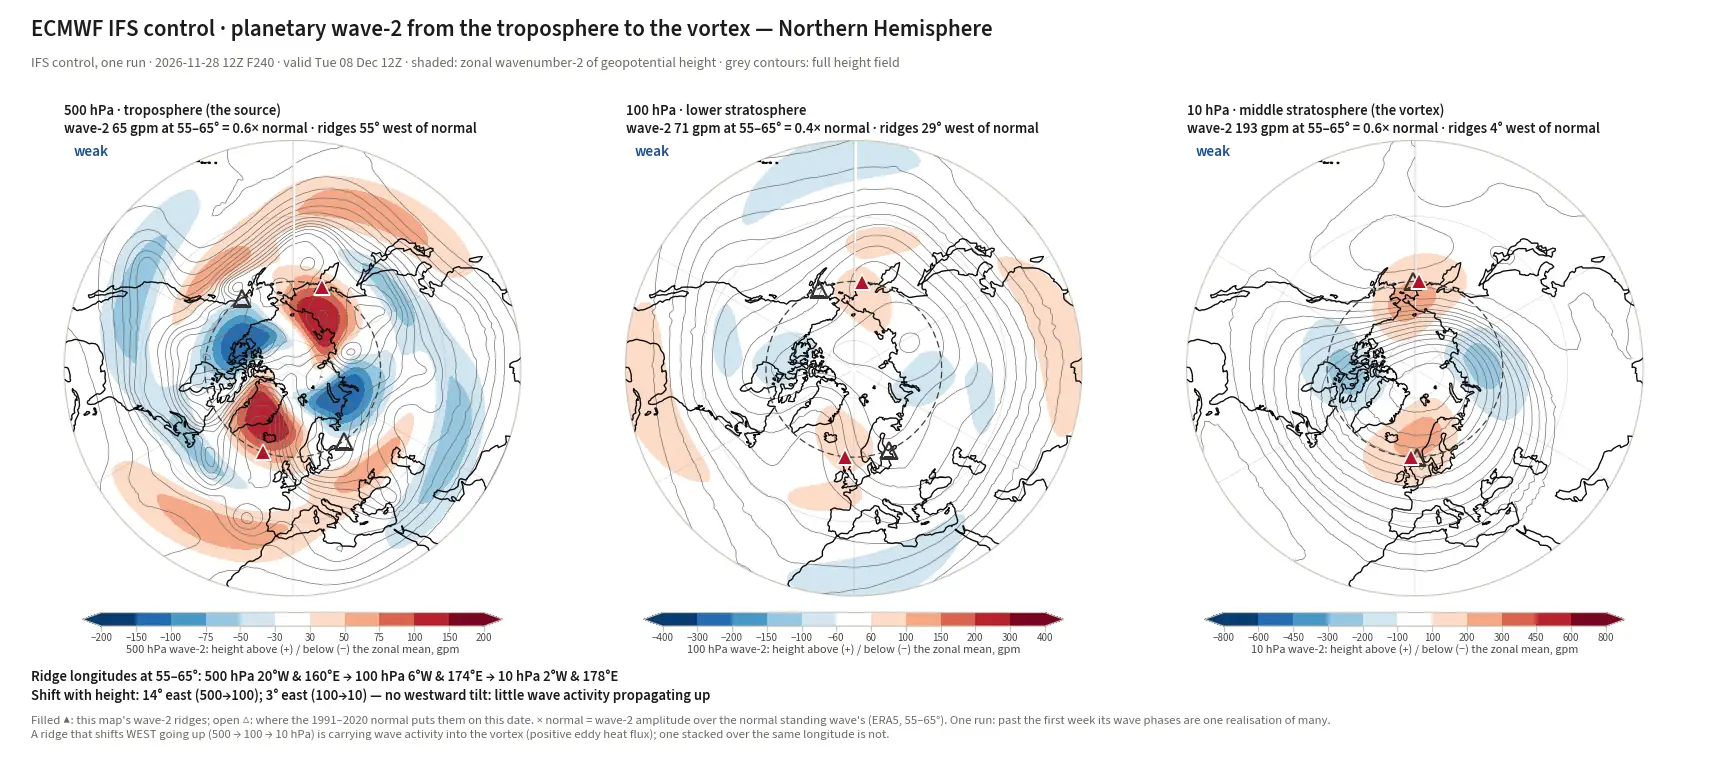 ECMWF IFS control · planetary wave-2 from the troposphere to the vortex — Northern Hemisphere
IFS control, one run · 2026-11-28 12Z F240 · valid Tue 08 Dec 12Z · shaded: zonal wavenumber-2 of geopotential height · grey contours: full height field
500 hPa · troposphere (the source)
wave-2 65 gpm at 55–65° = 0.6× normal · ridges 55° west of normal
weak
100 hPa · lower stratosphere
wave-2 71 gpm at 55–65° = 0.4× normal · ridges 29° west of normal
weak
10 hPa · middle stratosphere (the vortex)
wave-2 193 gpm at 55–65° = 0.6× normal · ridges 4° west of normal
weak
−200 −150 −100 −75 −50 −30 30 50 75 100 150 200
500 hPa wave-2: height above (+) / below (−) the zonal mean, gpm
−400 −300 −200 −150 −100 −60 60 100 150 200 300 400
100 hPa wave-2: height above (+) / below (−) the zonal mean, gpm
−800 −600 −450 −300 −200 −100 100 200 300 450 600 800
10 hPa wave-2: height above (+) / below (−) the zonal mean, gpm
Ridge longitudes at 55–65°: 500 hPa 20°W & 160°E → 100 hPa 6°W & 174°E → 10 hPa 2°W & 178°E
Shift with height: 14° east (500→100); 3° east (100→10) — no westward tilt: little wave activity propagating up
Filled ▲: this map's wave-2 ridges; open △: where the 1991–2020 normal puts them on this date. × normal = wave-2 amplitude over the normal standing wave's (ERA5, 55–65°). One run: past the first week its wave phases are one realisation of many.
A ridge that shifts WEST going up (500 → 100 → 10 hPa) is carrying wave activity into the vortex (positive eddy heat flux); one stacked over the same longitude is not.